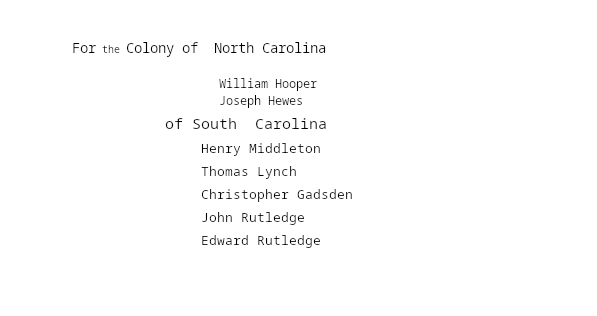 For the Colony of North Carolina
William Hooper
Joseph Hewes
of South Carolina
Henry Middleton
Thomas Lynch
Christopher Gadsden
John Rutledge
Edward Rutledge